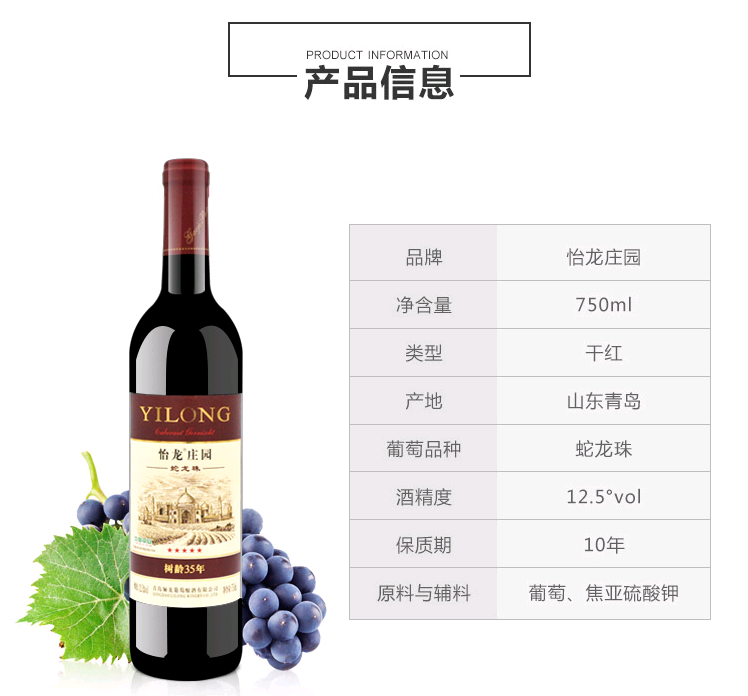 PRODUCT INFORMATION
产品信息
YILONG
Cabernet Gernischt
怡龙庄园
蛇龙珠
树龄35年
品牌 怡龙庄园
净含量 750ml
类型 干红
产地 山东青岛
葡萄品种 蛇龙珠
酒精度 12.5°vol
保质期 10年
原料与辅料 葡萄、焦亚硫酸钾